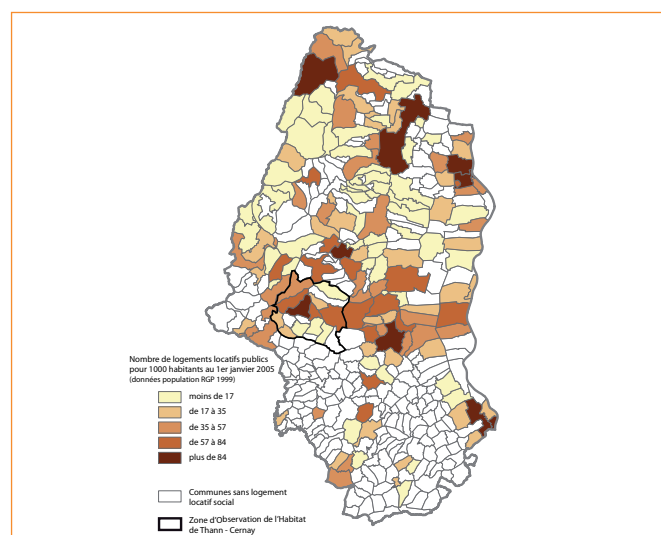 Nombre de logements locatifs publics
pour 1000 habitants au 1er janvier 2005
(données population RGP 1999)
moins de 17
de 17 à 35
de 35 à 57
de 57 à 84
plus de 84
Communes sans logement
locatif social
Zone d'Observation de l'Habitat
de Thann - Cernay